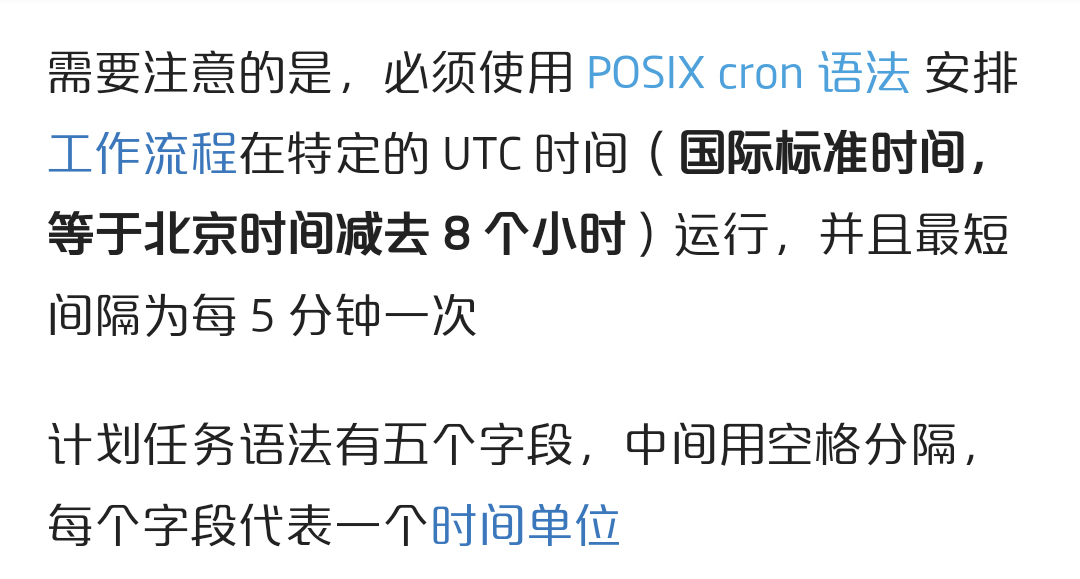 需要注意的是，必须使用 POSIX cron 语法 安排
工作流程在特定的 UTC 时间（国际标准时间，
等于北京时间减去 8 个小时）运行，并且最短
间隔为每 5 分钟一次
计划任务语法有五个字段，中间用空格分隔，
每个字段代表一个时间单位